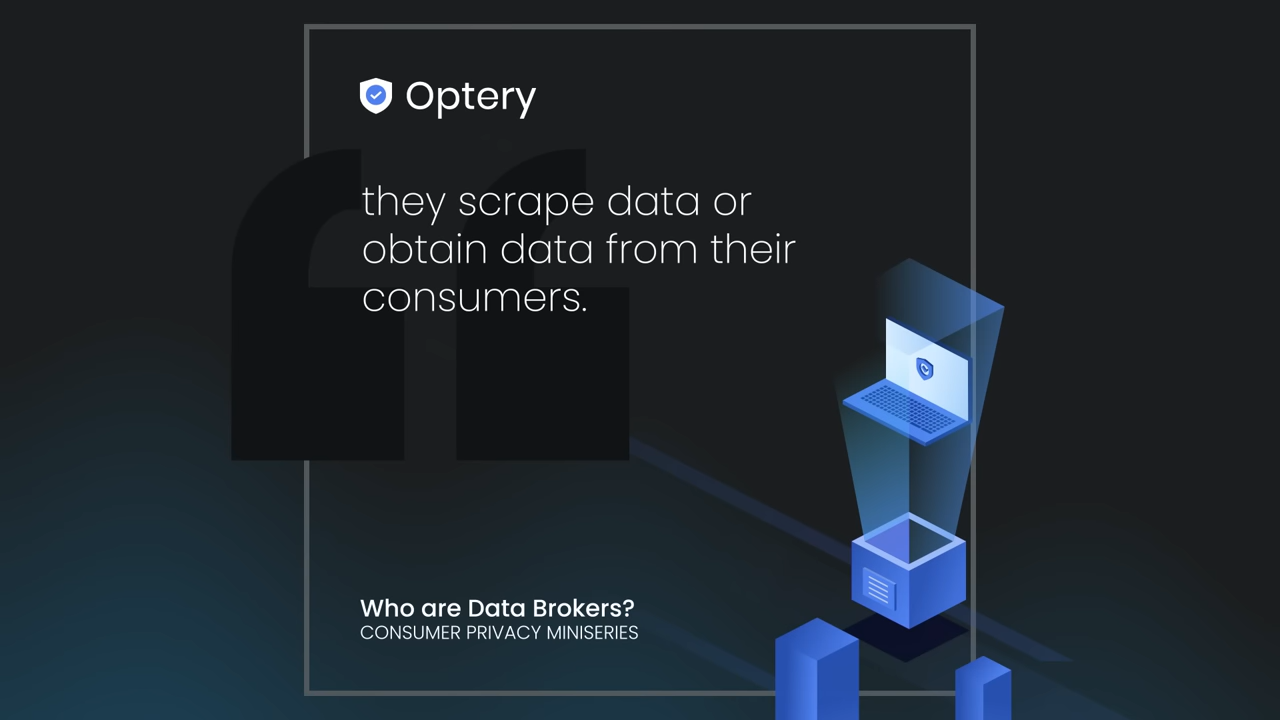 Optery
they scrape data or
obtain data from their
consumers.
Who are Data Brokers?
CONSUMER PRIVACY MINISERIES